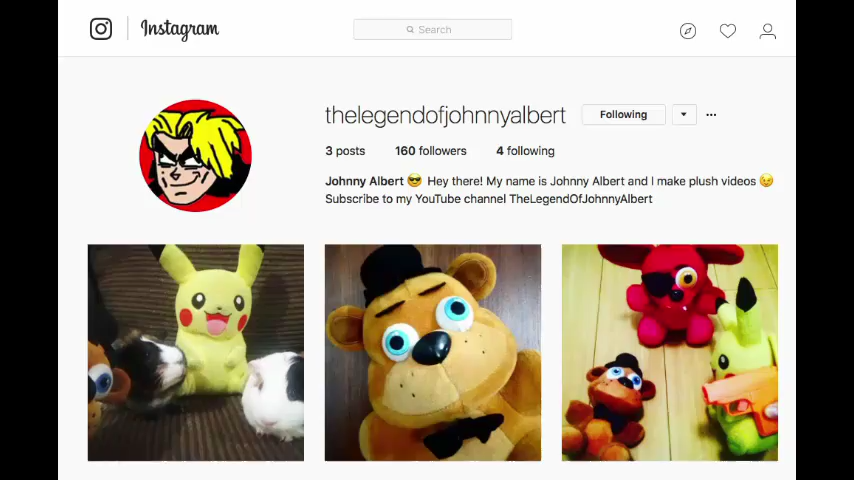 Instagram
Search
thelegendofjohnnyalbert
Following
3 posts 160 followers 4 following
Johnny Albert 😎 Hey there! My name is Johnny Albert and I make plush videos 😉
Subscribe to my YouTube channel TheLegendOfJohnnyAlbert